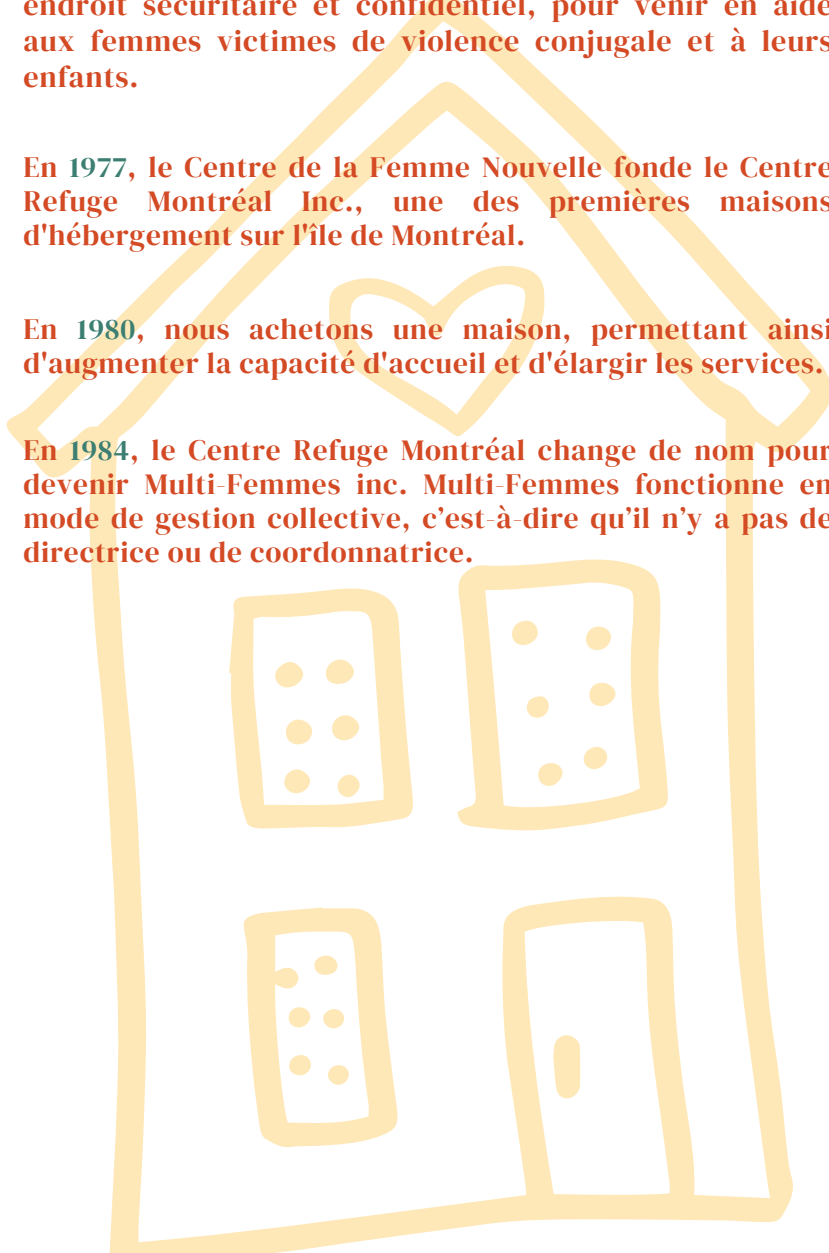 endroit sécuritaire et confidentiel, pour venir en aide
aux femmes victimes de violence conjugale et à leurs
enfants.
En 1977, le Centre de la Femme Nouvelle fonde le Centre
Refuge Montréal Inc., une des premières maisons
d'hébergement sur l'île de Montréal.
En 1980, nous achetons une maison, permettant ainsi
d'augmenter la capacité d'accueil et d'élargir les services.
En 1984, le Centre Refuge Montréal change de nom pour
devenir Multi-Femmes inc. Multi-Femmes fonctionne en
mode de gestion collective, c’est-à-dire qu’il n’y a pas de
directrice ou de coordonnatrice.